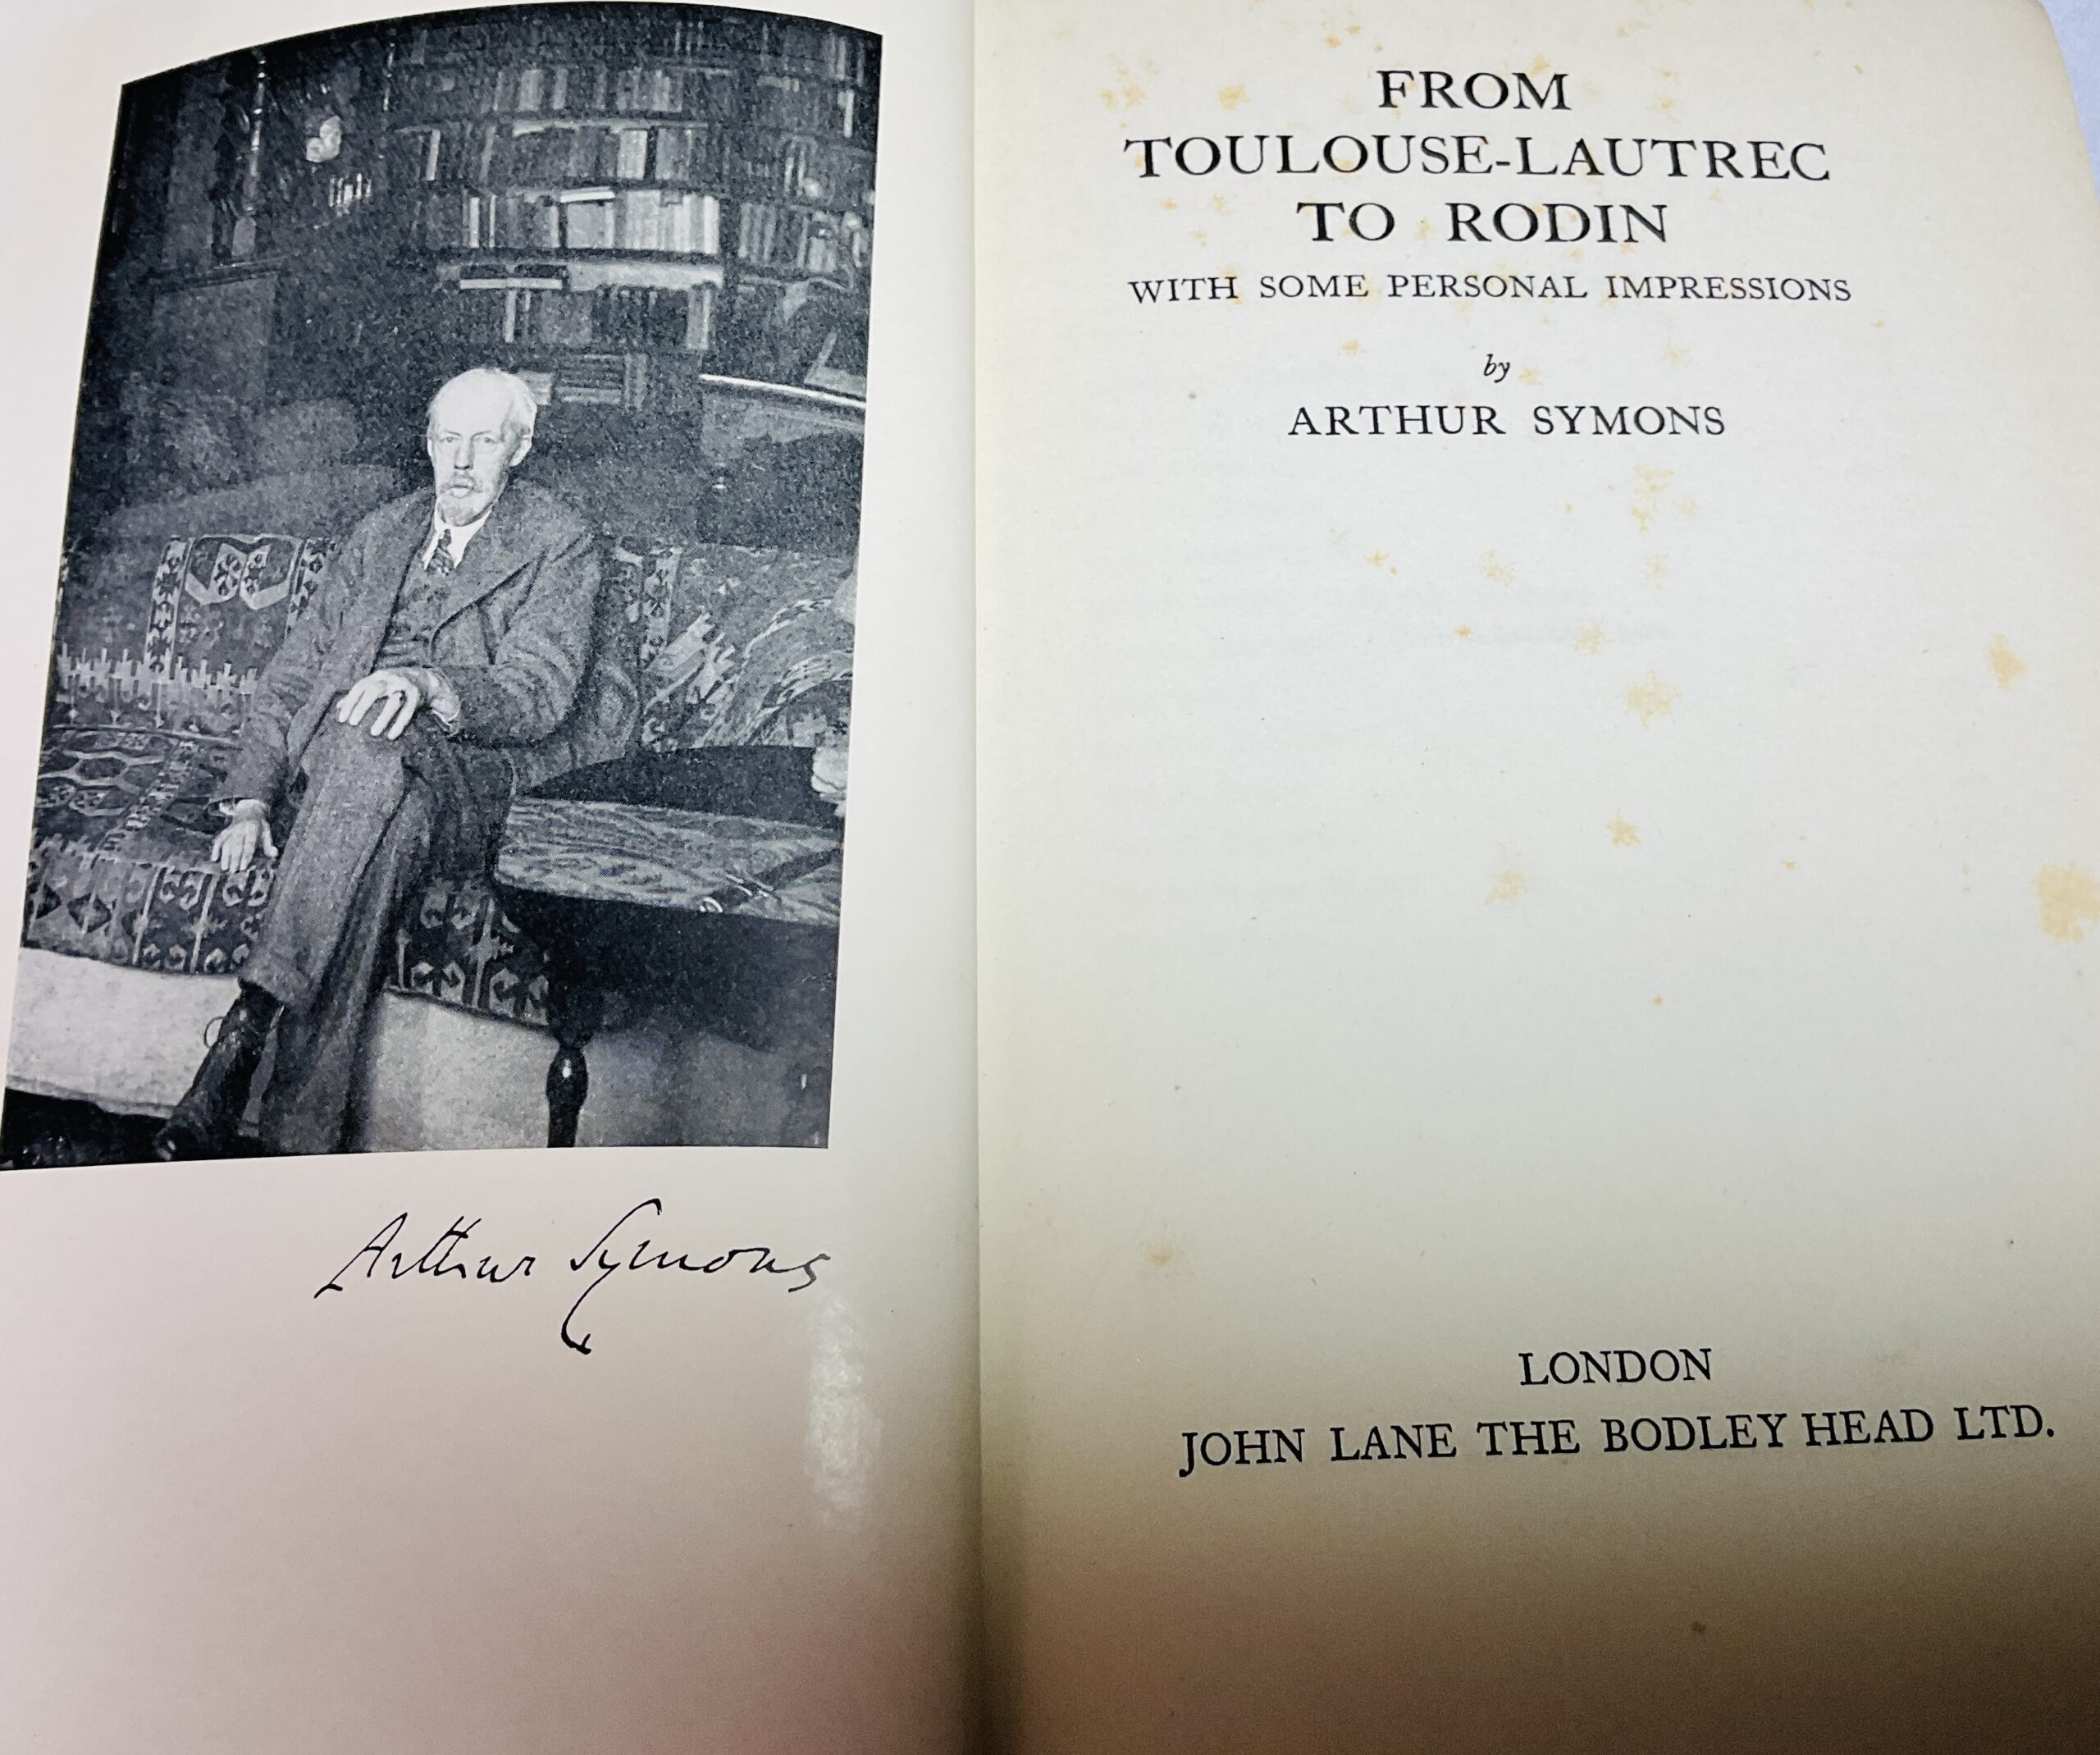 Arthur Symons
FROM
TOULOUSE-LAUTREC
TO RODIN
WITH SOME PERSONAL IMPRESSIONS
by
ARTHUR SYMONS
LONDON
JOHN LANE THE BODLEY HEAD LTD.